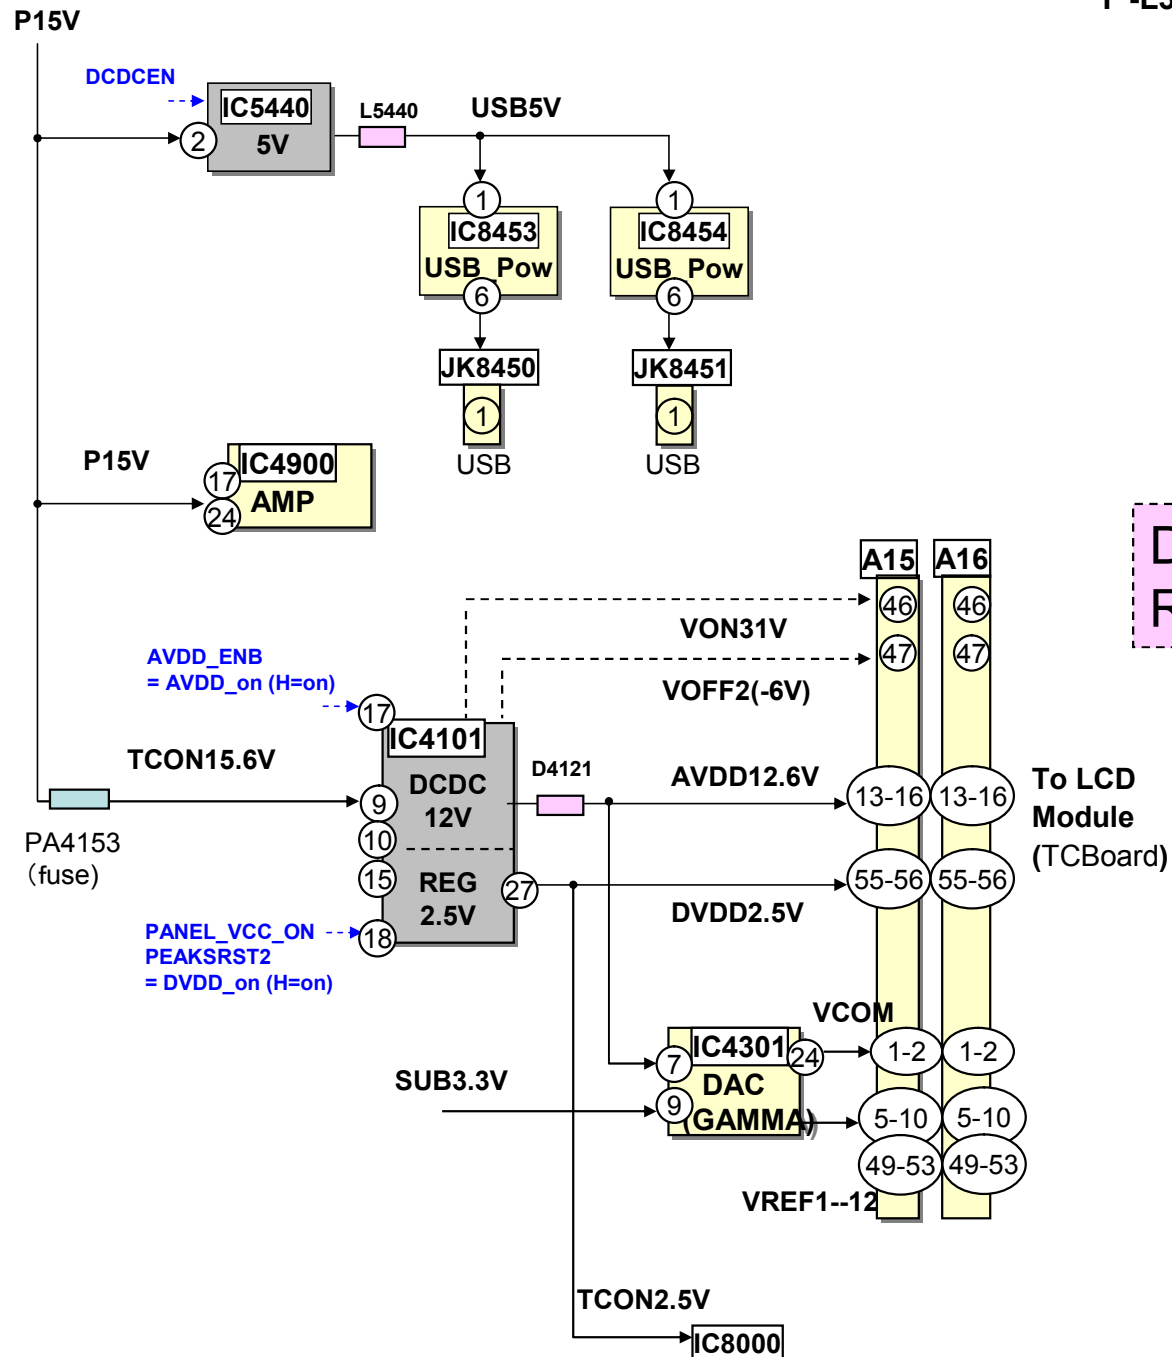 P15V
DCDCEN
IC5440
5V
2
L5440
USB5V
1
IC8453
USB_Pow
6
JK8450
1
USB
1
IC8454
USB_Pow
6
JK8451
1
USB
P15V
17
24
IC4900
AMP
A15
A16
46
46
VON31V
47
47
VOFF2(-6V)
AVDD_ENB
= AVDD_on (H=on)
17
IC4101
TCON15.6V
DCDC
12V
D4121
AVDD12.6V
13-16
13-16
To LCD
Module
(TCBoard)
9
10
PA4153
(fuse)
15
REG
2.5V
27
55-56
55-56
DVDD2.5V
PANEL_VCC_ON
PEAKSRST2
= DVDD_on (H=on)
18
VCOM
IC4301
7
24
1-2
1-2
SUB3.3V
DAC
(GAMMA)
9
5-10
5-10
49-53
49-53
VREF1--12
TCON2.5V
IC8000
D
R